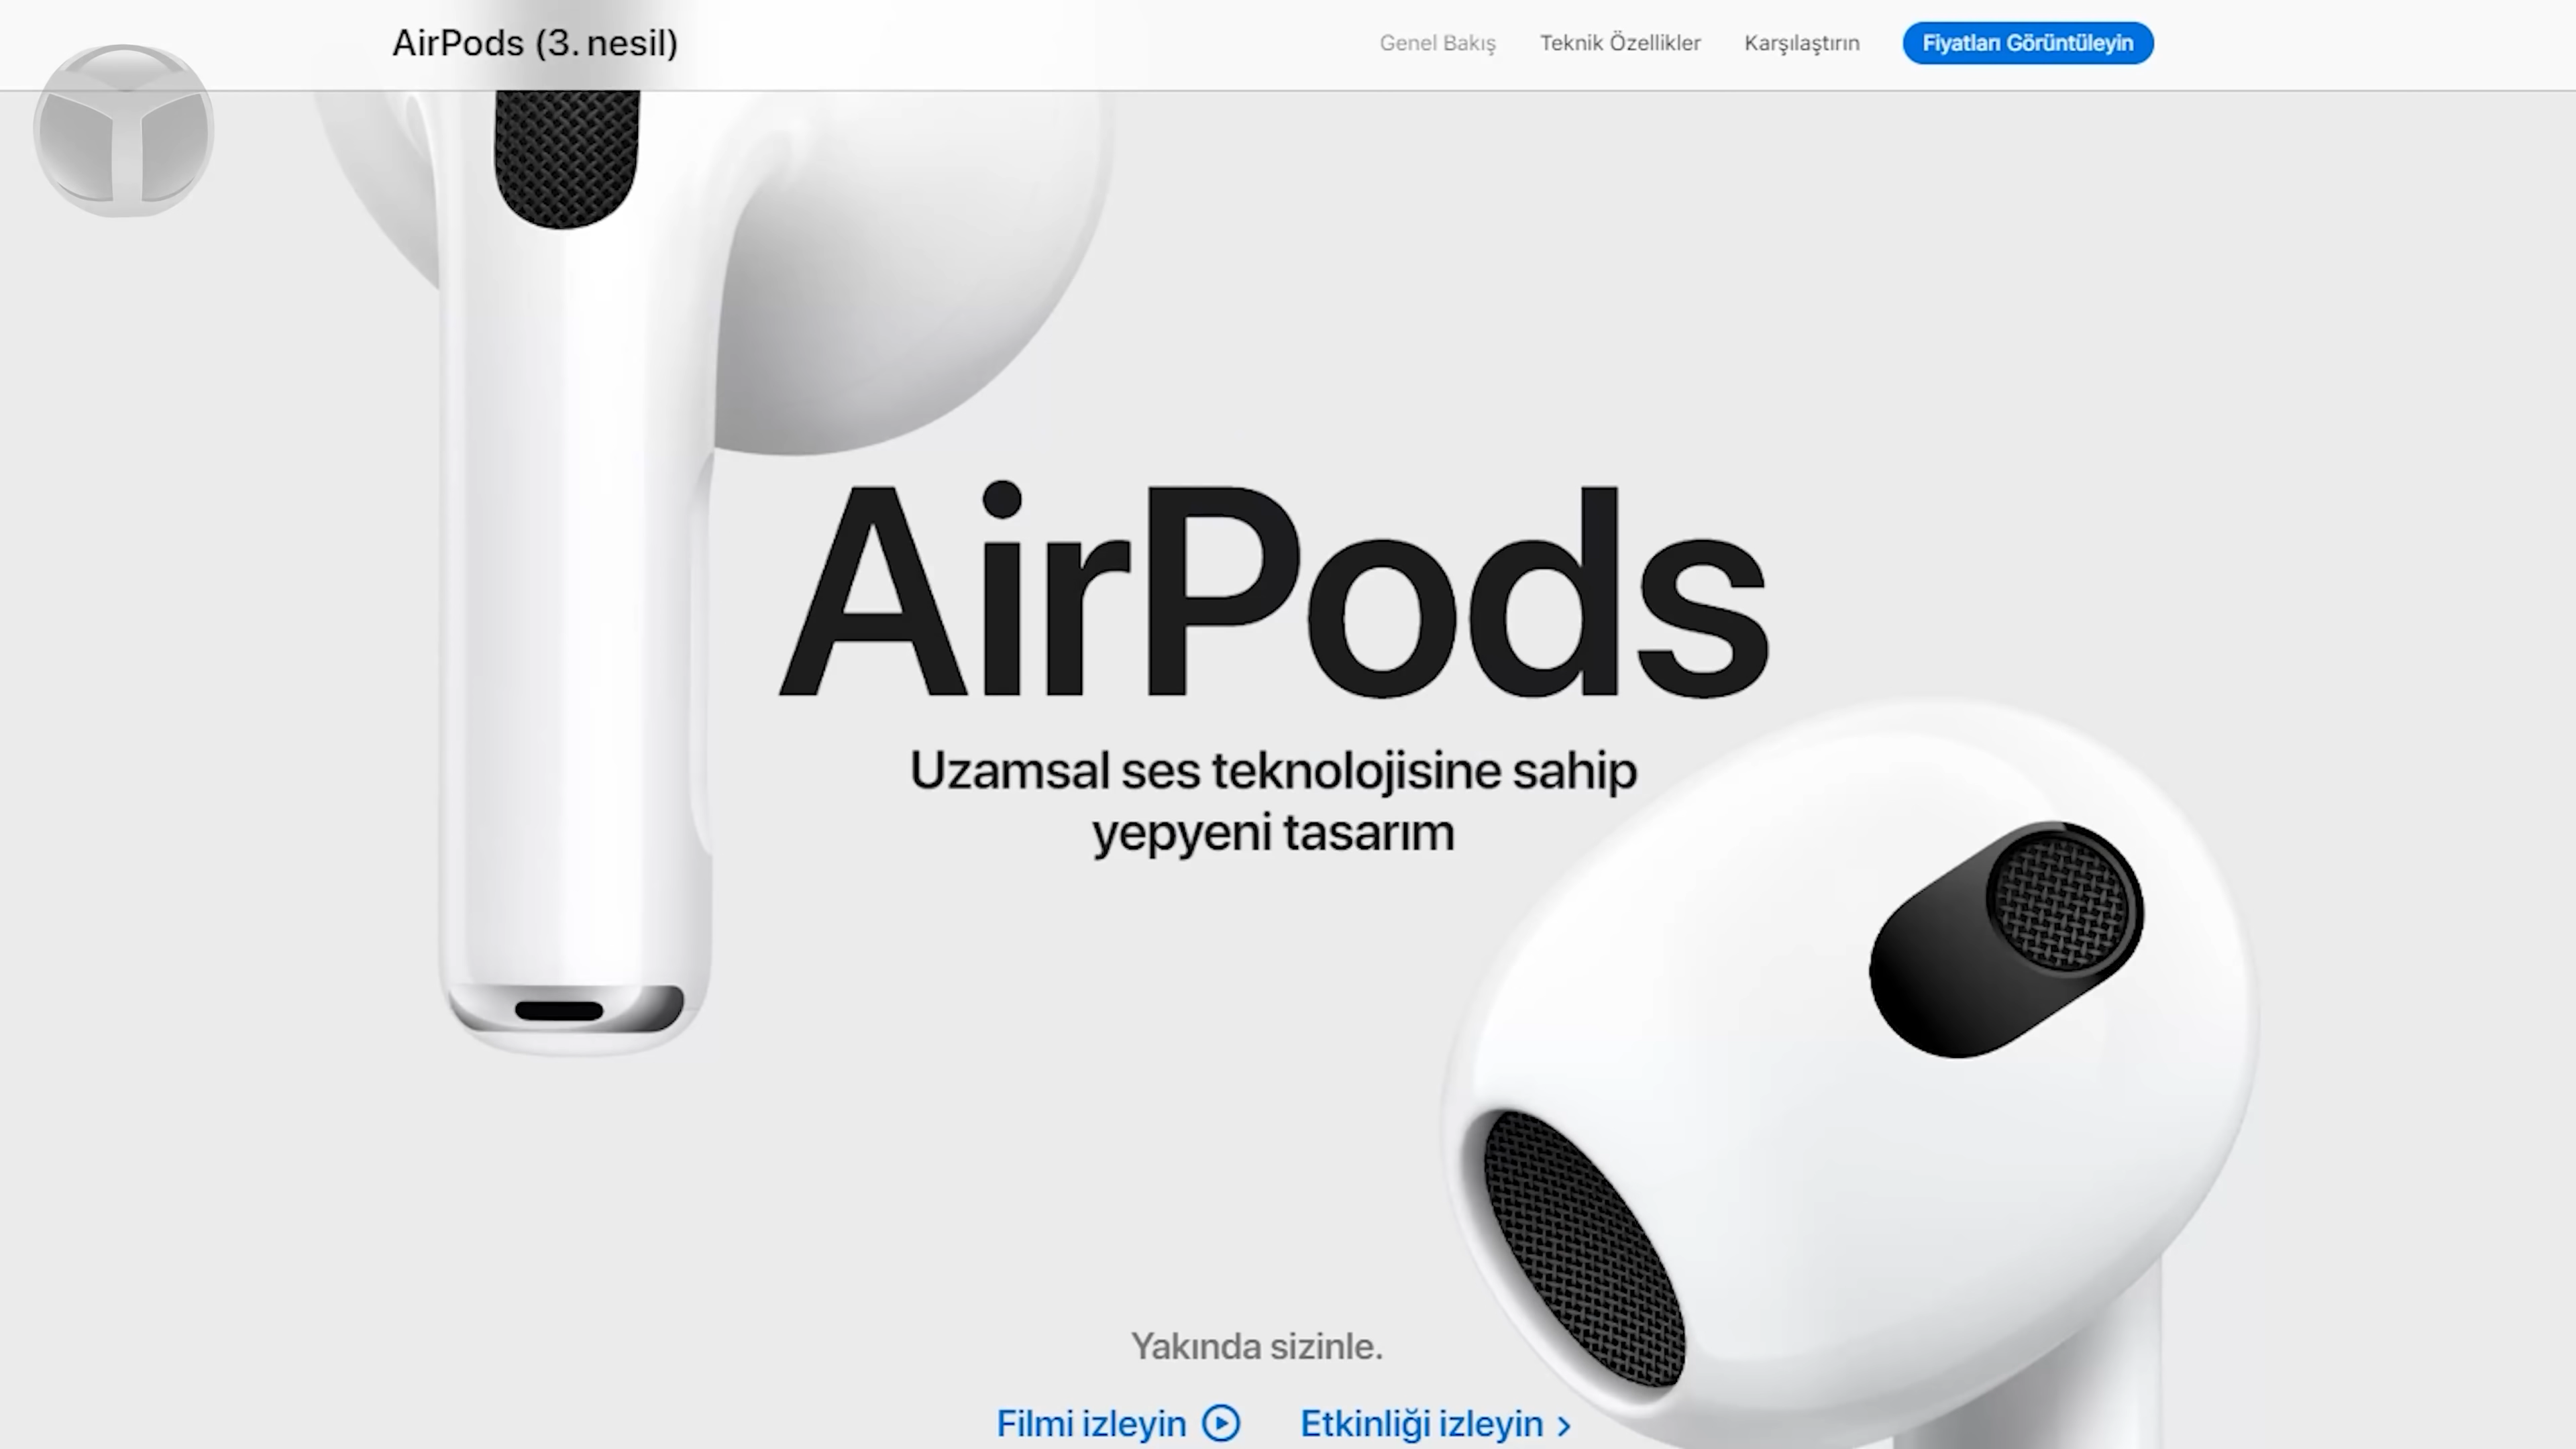 AirPods (3. nesil)
Genel Bakış
Teknik Özellikler
Karşılaştırın
Fiyatları Görüntüleyin
AirPods
Uzamsal ses teknolojisine sahip
yepyeni tasarım
Yakında sizinle.
Filmi izleyin
Etkinliği izleyin >